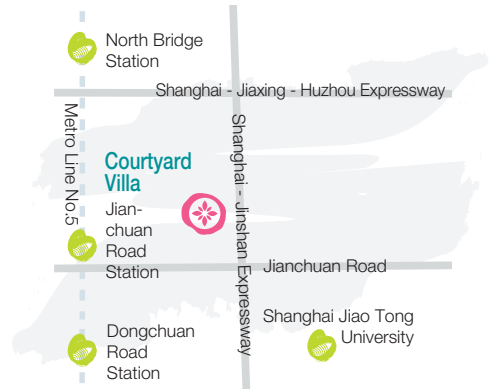 North Bridge
Station
Shanghai - Jiaxing - Huzhou Expressway
Metro Line No.5
Shanghai - Jinshan Expressway
Courtyard
Villa
Jian-
chuan
Road
Station
Jianchuan Road
Shanghai Jiao Tong
University
Dongchuan
Road
Station